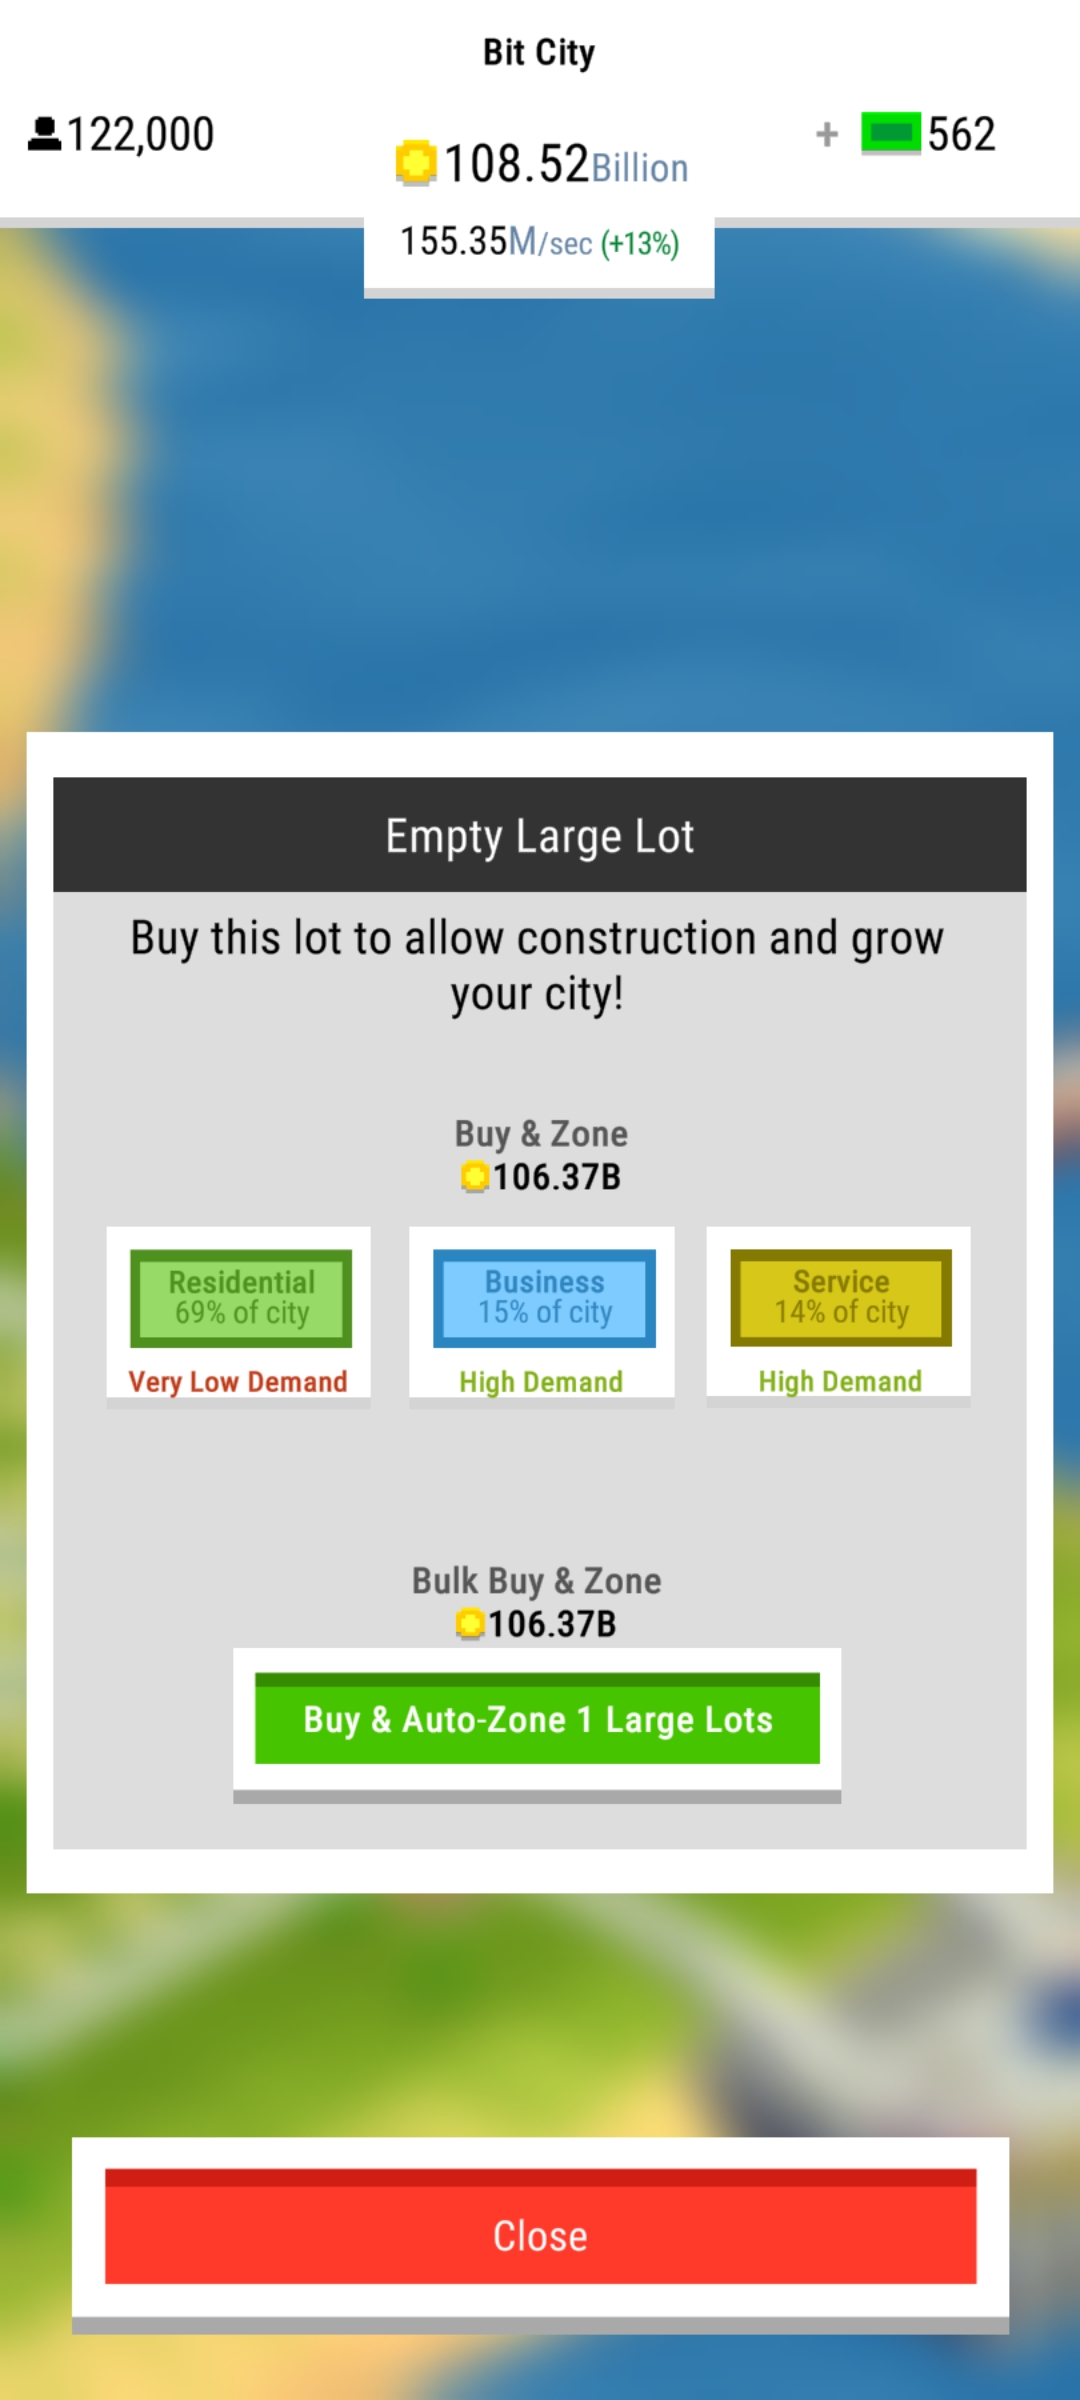 Bit City
122,000
108.52Billion
+ 562
155.35M/sec (+13%)
Empty Large Lot
Buy this lot to allow construction and grow
your city!
Buy & Zone
106.37B
Residential
69% of city
Very Low Demand
Business
15% of city
High Demand
Service
14% of city
High Demand
Bulk Buy & Zone
106.37B
Buy & Auto-Zone 1 Large Lots
Close